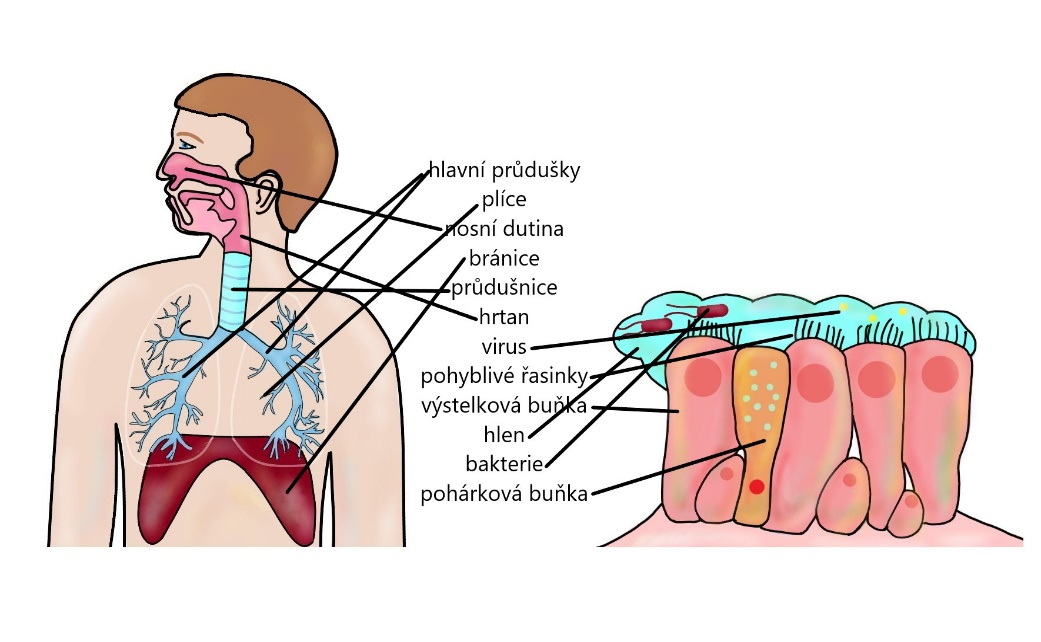 hlavní průdušky
plíce
nosní dutina
bránice
průdušnice
hrtan
virus
pohyblivé řasinky
výstelková buňka
hlen
bakterie
pohárková buňka